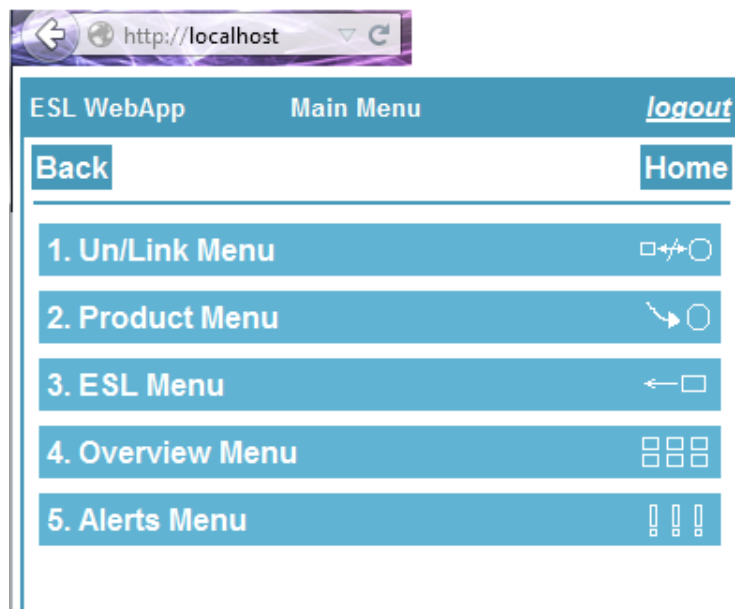 http://localhost
ESL WebApp Main Menu logout
Back Home
1. Un/Link Menu
2. Product Menu
3. ESL Menu
4. Overview Menu
5. Alerts Menu